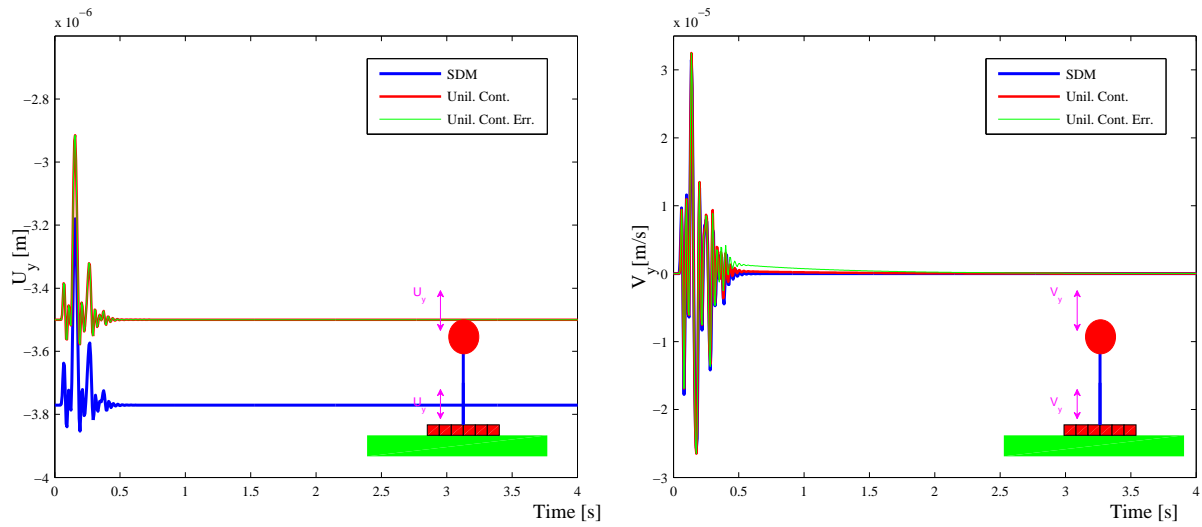 x 10⁻⁶
-2.8
-3
-3.2
-3.4
-3.6
-3.8
-4
U_y [m]
0 0.5 1 1.5 2 2.5 3 3.5 4
Time [s]
SDM
Unil. Cont.
Unil. Cont. Err.
U_y
U_y
x 10⁻⁵
3
2
1
0
-1
-2
-3
V_y [m/s]
0 0.5 1 1.5 2 2.5 3 3.5 4
Time [s]
SDM
Unil. Cont.
Unil. Cont. Err.
V_y
V_y